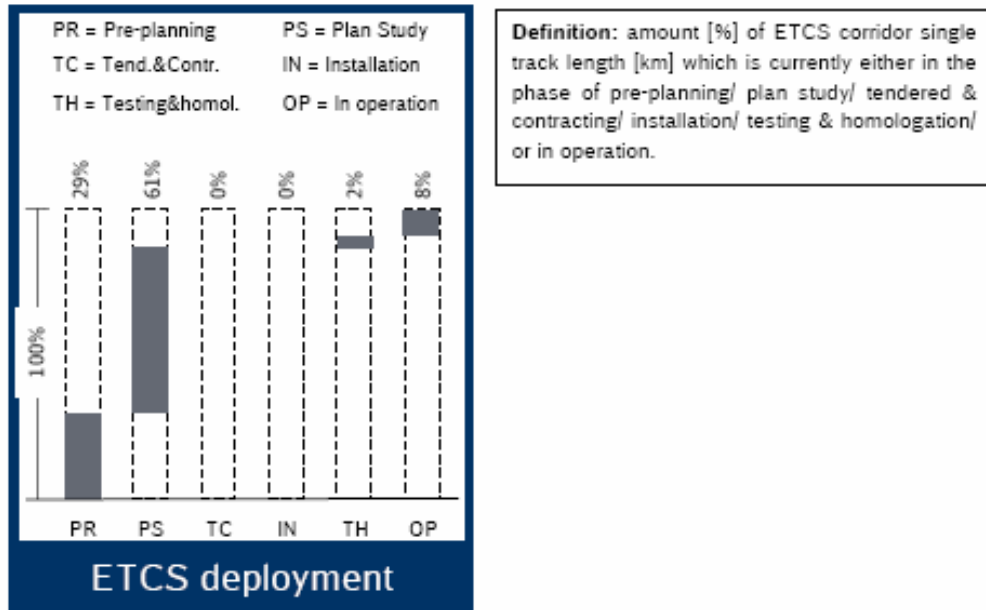 PR = Pre-planning PS = Plan Study
TC = Tend.&Contr. IN = Installation
TH = Testing&homol. OP = In operation
29% 61% 0% 0% 2% 8%
100%
PR PS TC IN TH OP
ETCS deployment
Definition: amount [%] of ETCS corridor single
track length [km] which is currently either in the
phase of pre-planning/ plan study/ tendered &
contracting/ installation/ testing & homologation/
or in operation.